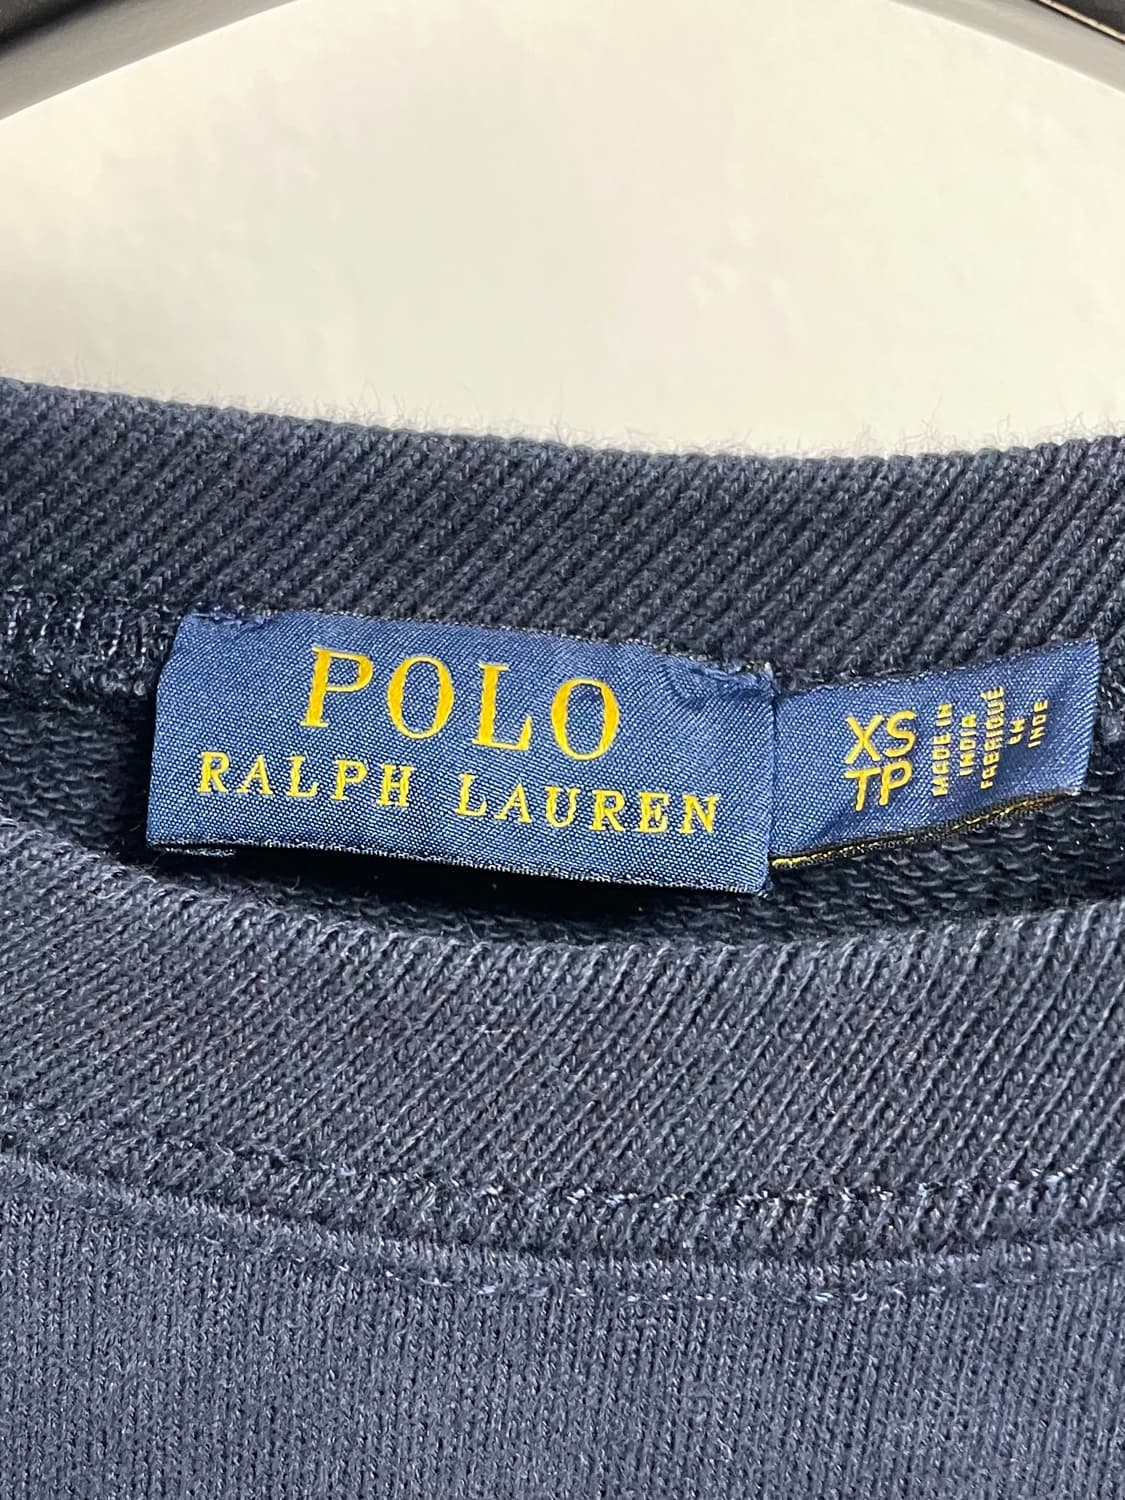 POLO
RALPH LAUREN
XS
TP
MADE IN
INDIA
FABRIQUÉ
EN
INDE